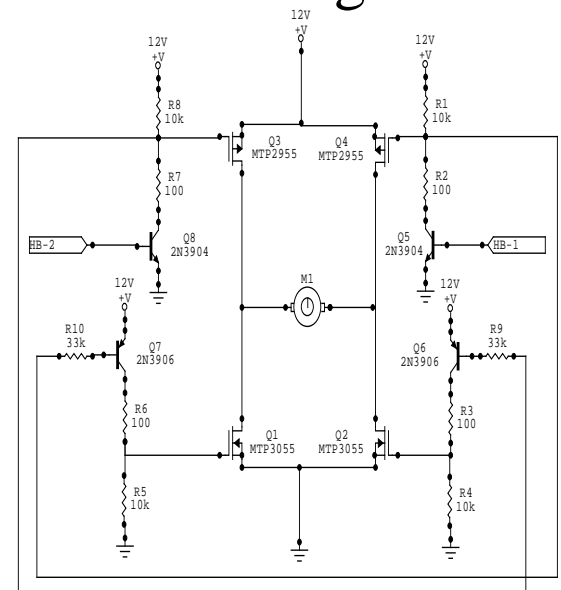 12V
+V
12V
+V
12V
+V
R8
10k
R1
10k
Q3
MTP2955
Q4
MTP2955
R7
100
R2
100
HB-2
Q8
2N3904
Q5
2N3904
HB-1
12V
+V
M1
12V
+V
R10
33k
Q7
2N3906
Q6
2N3906
R9
33k
R6
100
R3
100
Q1
MTP3055
Q2
MTP3055
R5
10k
R4
10k